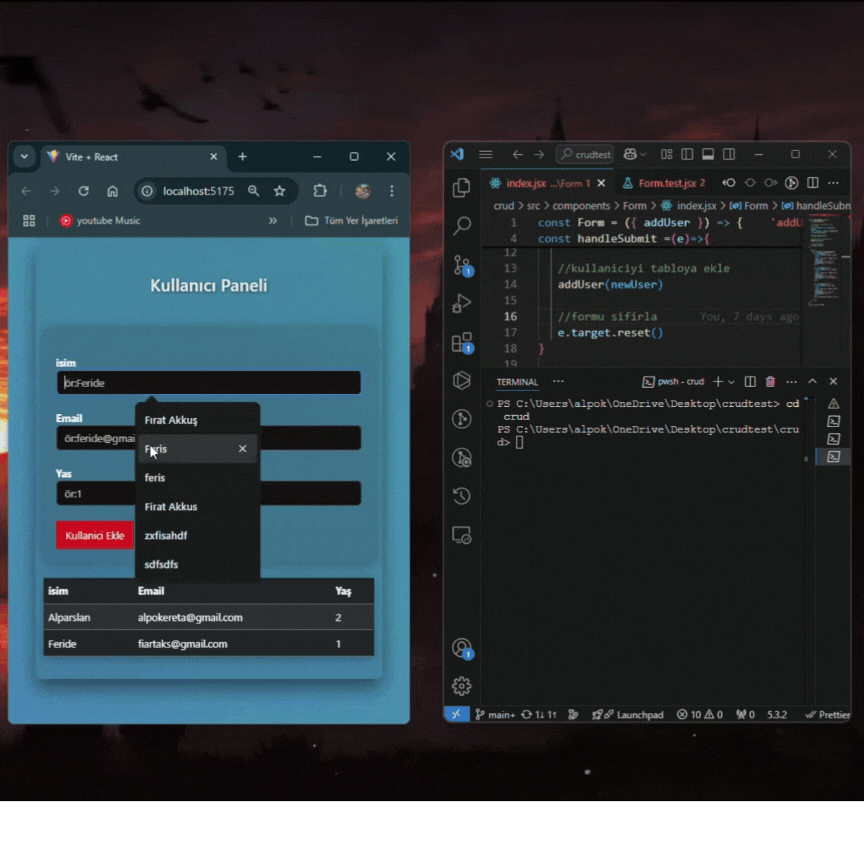 Vite + React
localhost:5175
youtube Music
Tüm Yer İşaretleri
Kullanıcı Paneli
isim
ör:Feride
Email
ör:feride@gmai
Yas
ör:1
Kullanici Ekle
Fırat Akkuş
Feris
feris
Firat Akkus
zxfisahdf
sdfsdfs
isim Email Yaş
Alparslan alpokereta@gmail.com 2
Feride fiartaks@gmail.com 1
crudtest
index.jsx ...\Form 1 Form.test.jsx 2
crud > src > components > Form > index.jsx > Form > handleSubn
1 const Form = ({ addUser }) => { 'addU
4 const handleSubmit =(e)=>{
12
13 //kullaniciyi tabloya ekle
14 addUser(newUser)
15
16 //formu sifirla You, 7 days ago
17 e.target.reset()
18 }
19
TERMINAL pwsh - crud
PS C:\Users\alpok\OneDrive\Desktop\crudtest> cd
crud
PS C:\Users\alpok\OneDrive\Desktop\crudtest\cru
d>
1
1
1
main+ 1↓ 1↑ Launchpad 10 0 0 5.3.2 Prettier